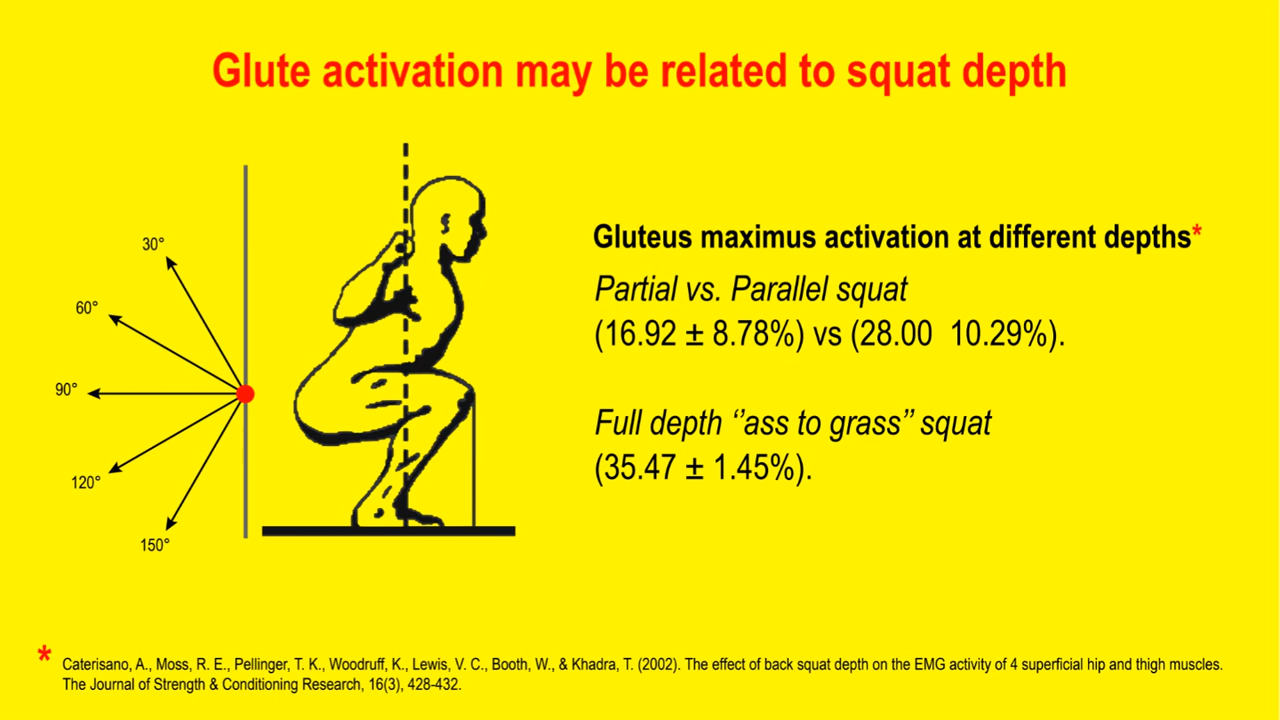 Glute activation may be related to squat depth
30°
60°
90°
120°
150°
Gluteus maximus activation at different depths*
Partial vs. Parallel squat
(16.92 ± 8.78%) vs (28.00  10.29%).
Full depth ‘’ass to grass’’ squat
(35.47 ± 1.45%).
* Caterisano, A., Moss, R. E., Pellinger, T. K., Woodruff, K., Lewis, V. C., Booth, W., & Khadra, T. (2002). The effect of back squat depth on the EMG activity of 4 superficial hip and thigh muscles.
The Journal of Strength & Conditioning Research, 16(3), 428-432.